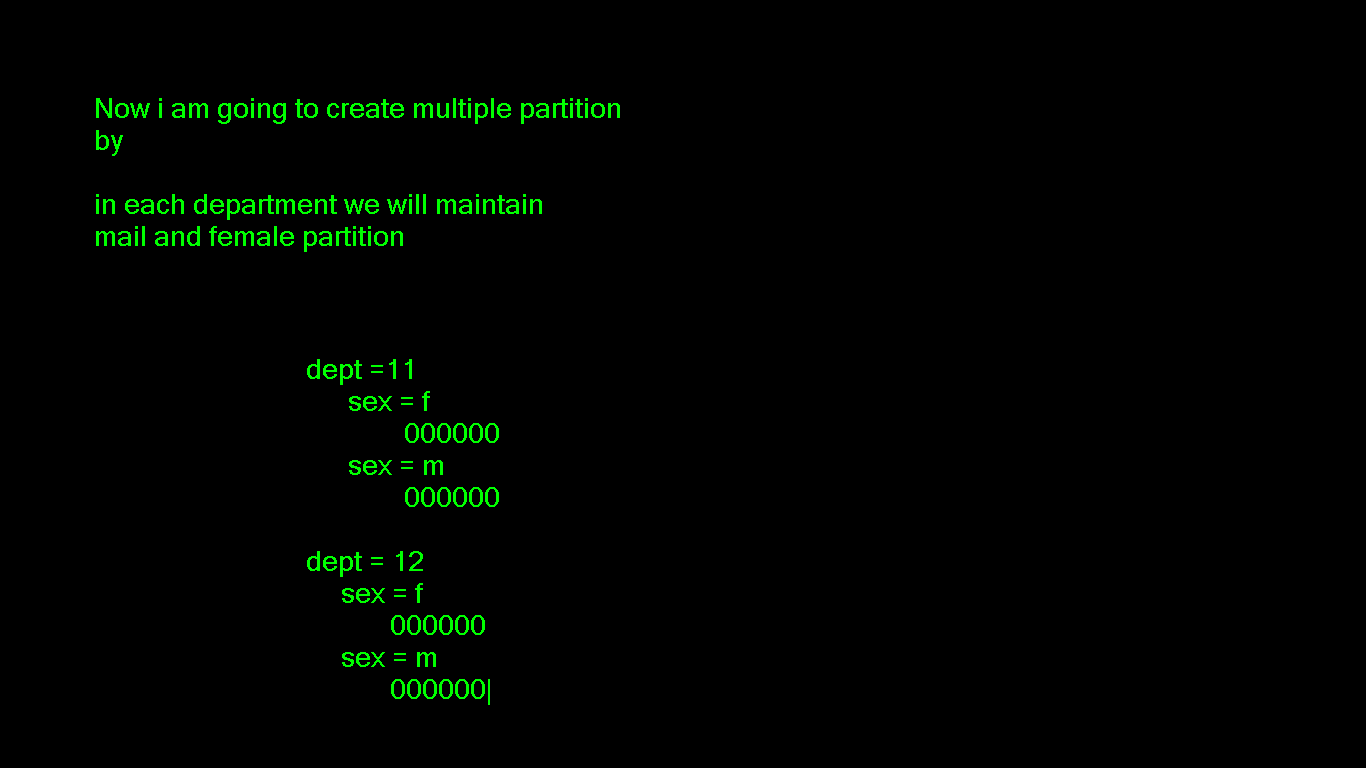 Now i am going to create multiple partition
by
in each department we will maintain
mail and female partition
dept =11
sex = f
000000
sex = m
000000
dept = 12
sex = f
000000
sex = m
000000